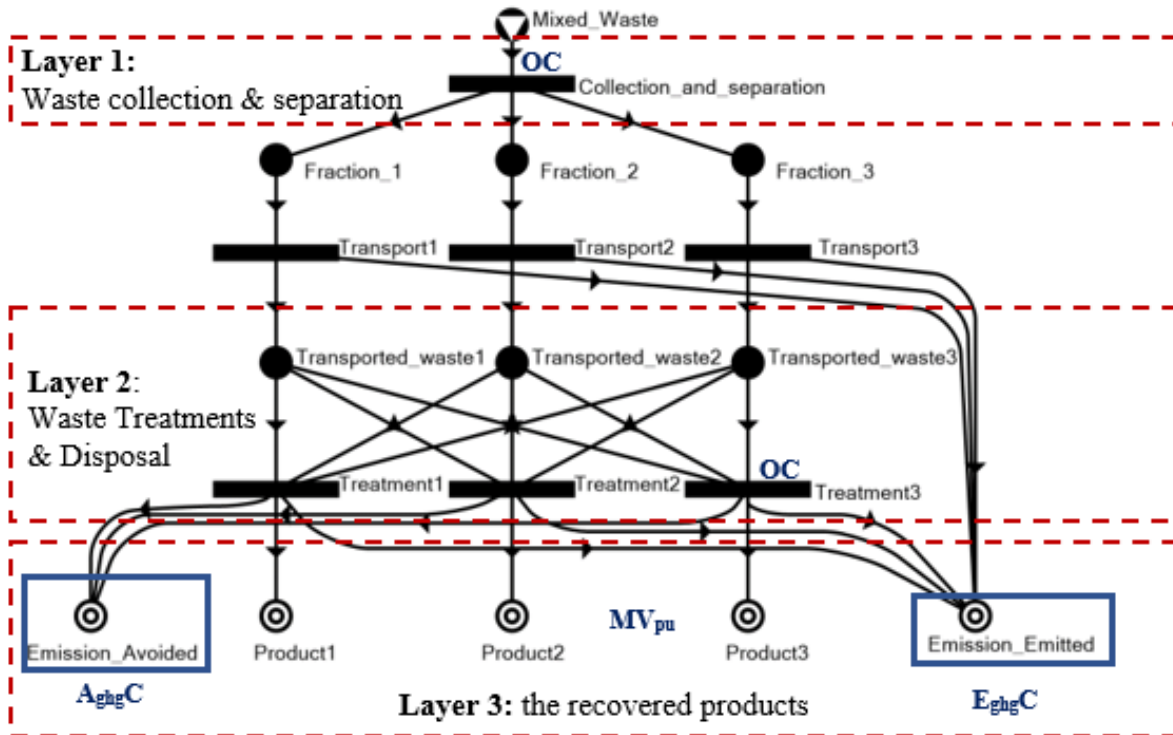 Mixed_Waste
Layer 1:
OC
Waste collection & separation
Collection_and_separation
Fraction_1
Fraction_2
Fraction_3
Transport1
Transport2
Transport3
Transported_waste1
Transported_waste2
Transported_waste3
Layer 2:
Waste Treatments
& Disposal
OC
Treatment1
Treatment2
Treatment3
MVpu
Emission_Avoided
Product1
Product2
Product3
Emission_Emitted
AghgC
Layer 3: the recovered products
EghgC